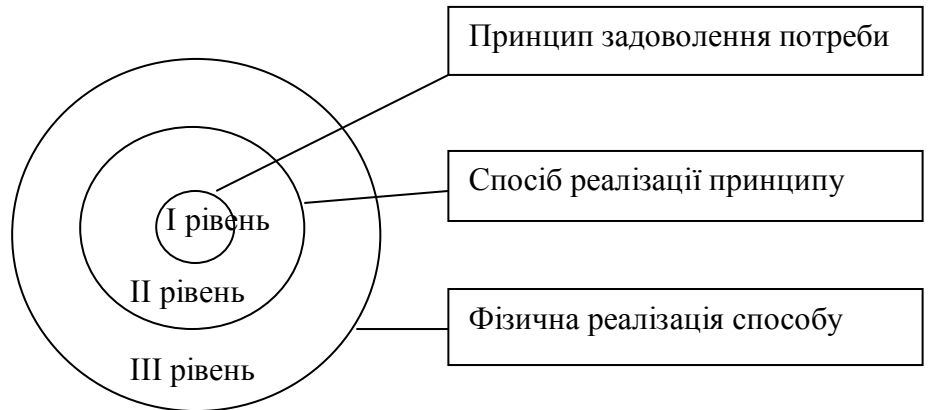 Принцип задоволення потреби
Спосіб реалізації принципу
І рівень
ІІ рівень
Фізична реалізація способу
ІІІ рівень